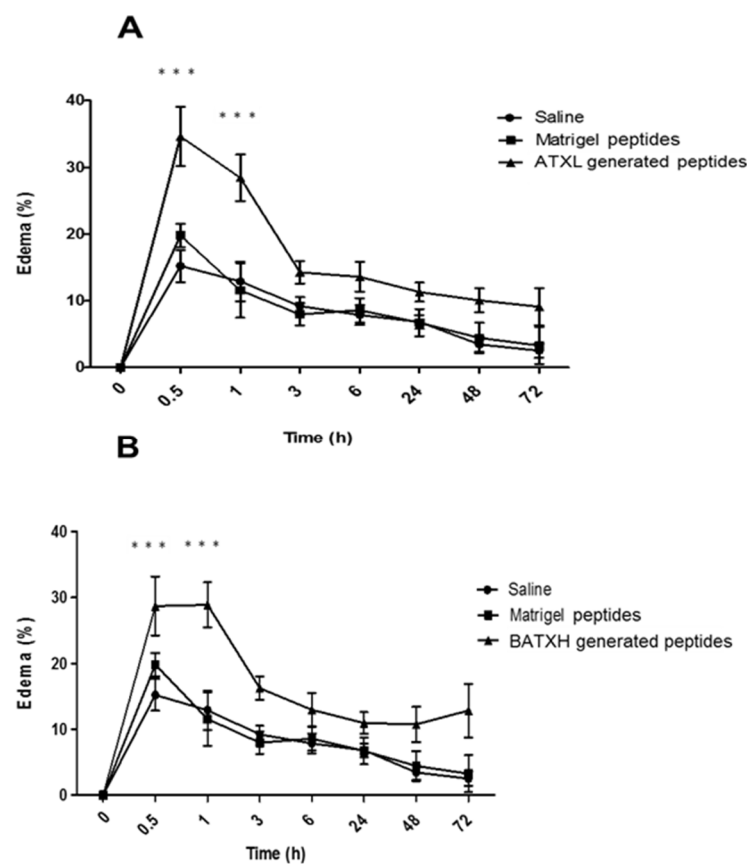 A
* * *
* * *
40
30
20
10
0
Edema (%)
0
0.5
1
3
6
24
48
72
Time (h)
Saline
Matrigel peptides
ATXL generated peptides
B
* * *
* * *
40
30
20
10
0
Edema (%)
0
0.5
1
3
6
24
48
72
Time (h)
Saline
Matrigel peptides
BATXH generated peptides